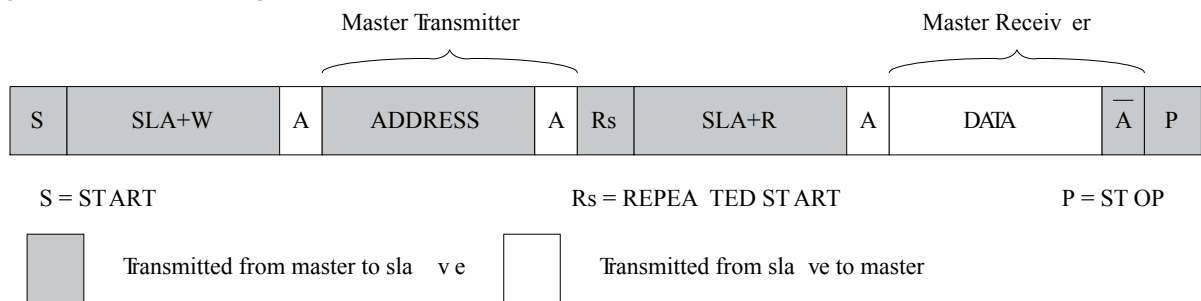 Master Transmitter Master Receiv er
S SLA+W A ADDRESS A Rs SLA+R A DATA A̅ P
S = ST ART Rs = REPEA TED ST ART P = ST OP
Transmitted from master to sla v e Transmitted from sla ve to master